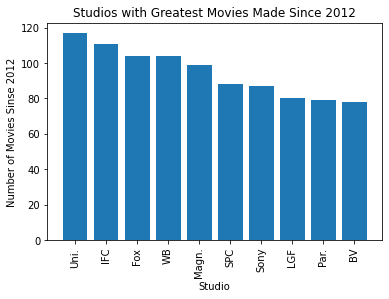 Studios with Greatest Movies Made Since 2012
Number of Movies Sinse 2012
120
100
80
60
40
20
0
Uni.
IFC
Fox
WB
Magn.
SPC
Sony
LGF
Par.
BV
Studio